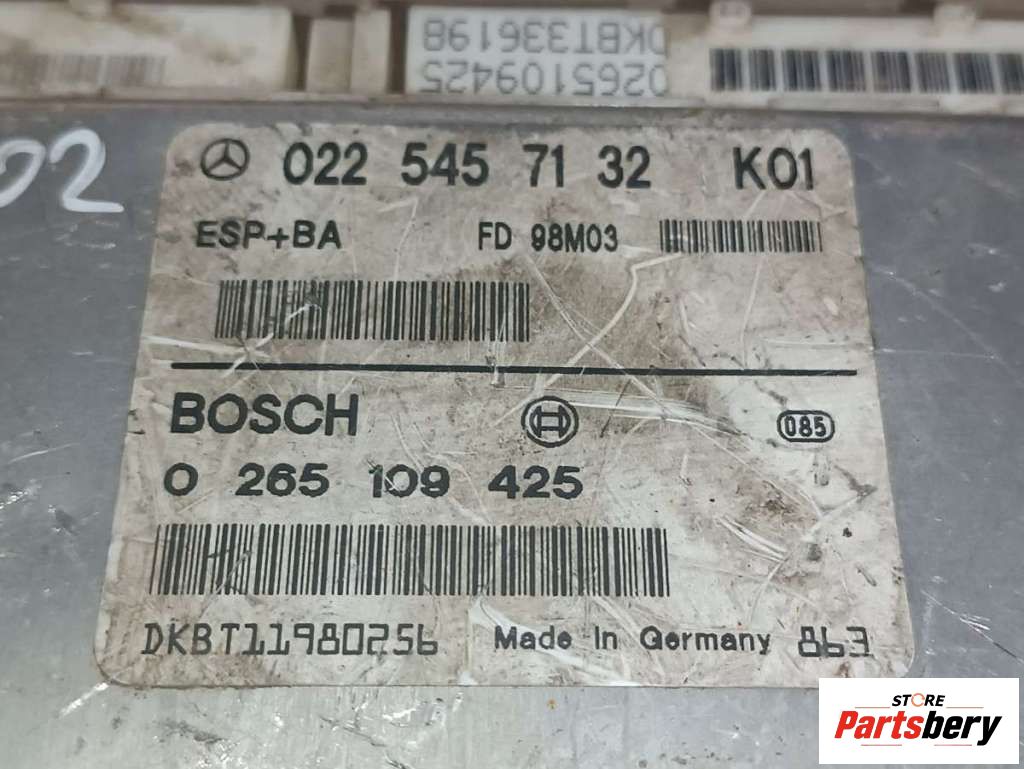 DKBT336198
0265109425
02
022 545 71 32 K01
ESP+BA FD 98M03
BOSCH 085
0 265 109 425
DKBT11980256 Made in Germany 863
STORE
Partsbery